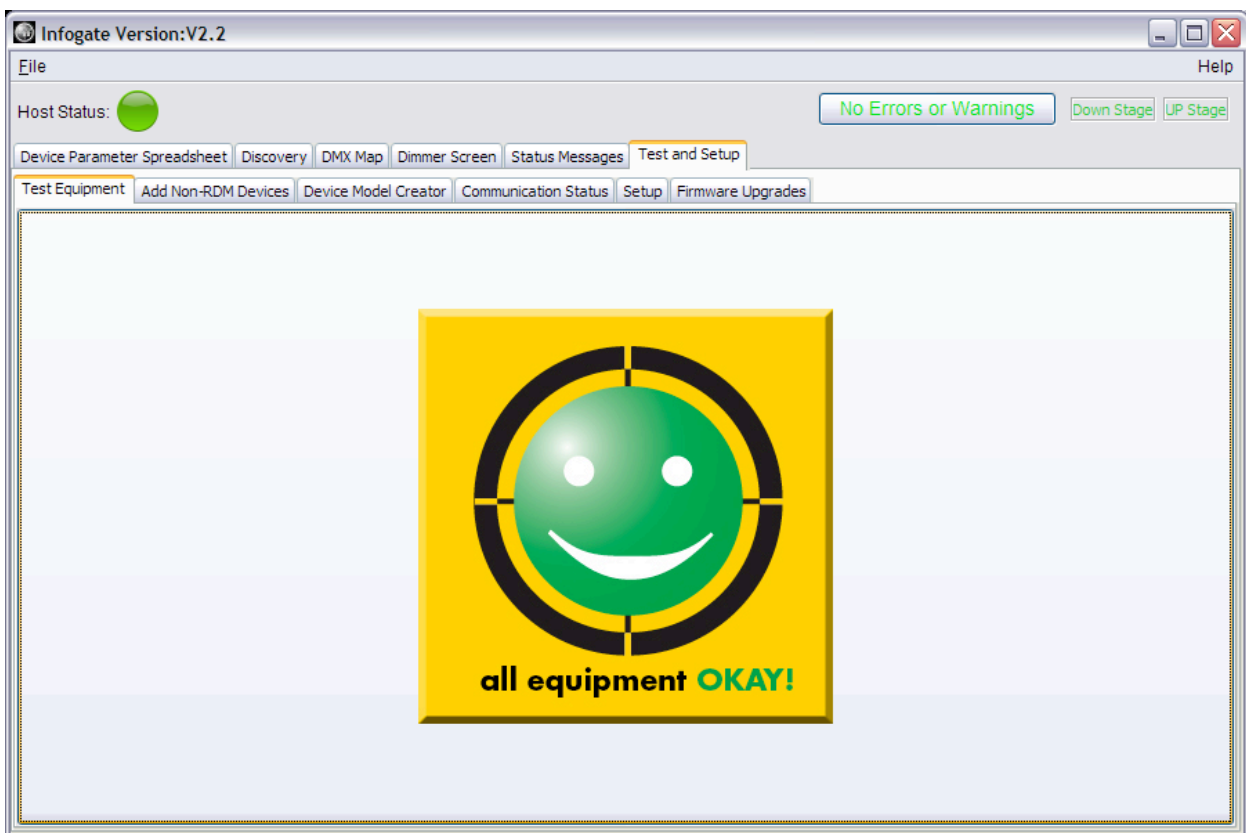 Infogate Version:V2.2
File Help
Host Status: No Errors or Warnings Down Stage UP Stage
Device Parameter Spreadsheet Discovery DMX Map Dimmer Screen Status Messages Test and Setup
Test Equipment Add Non-RDM Devices Device Model Creator Communication Status Setup Firmware Upgrades
all equipment OKAY!